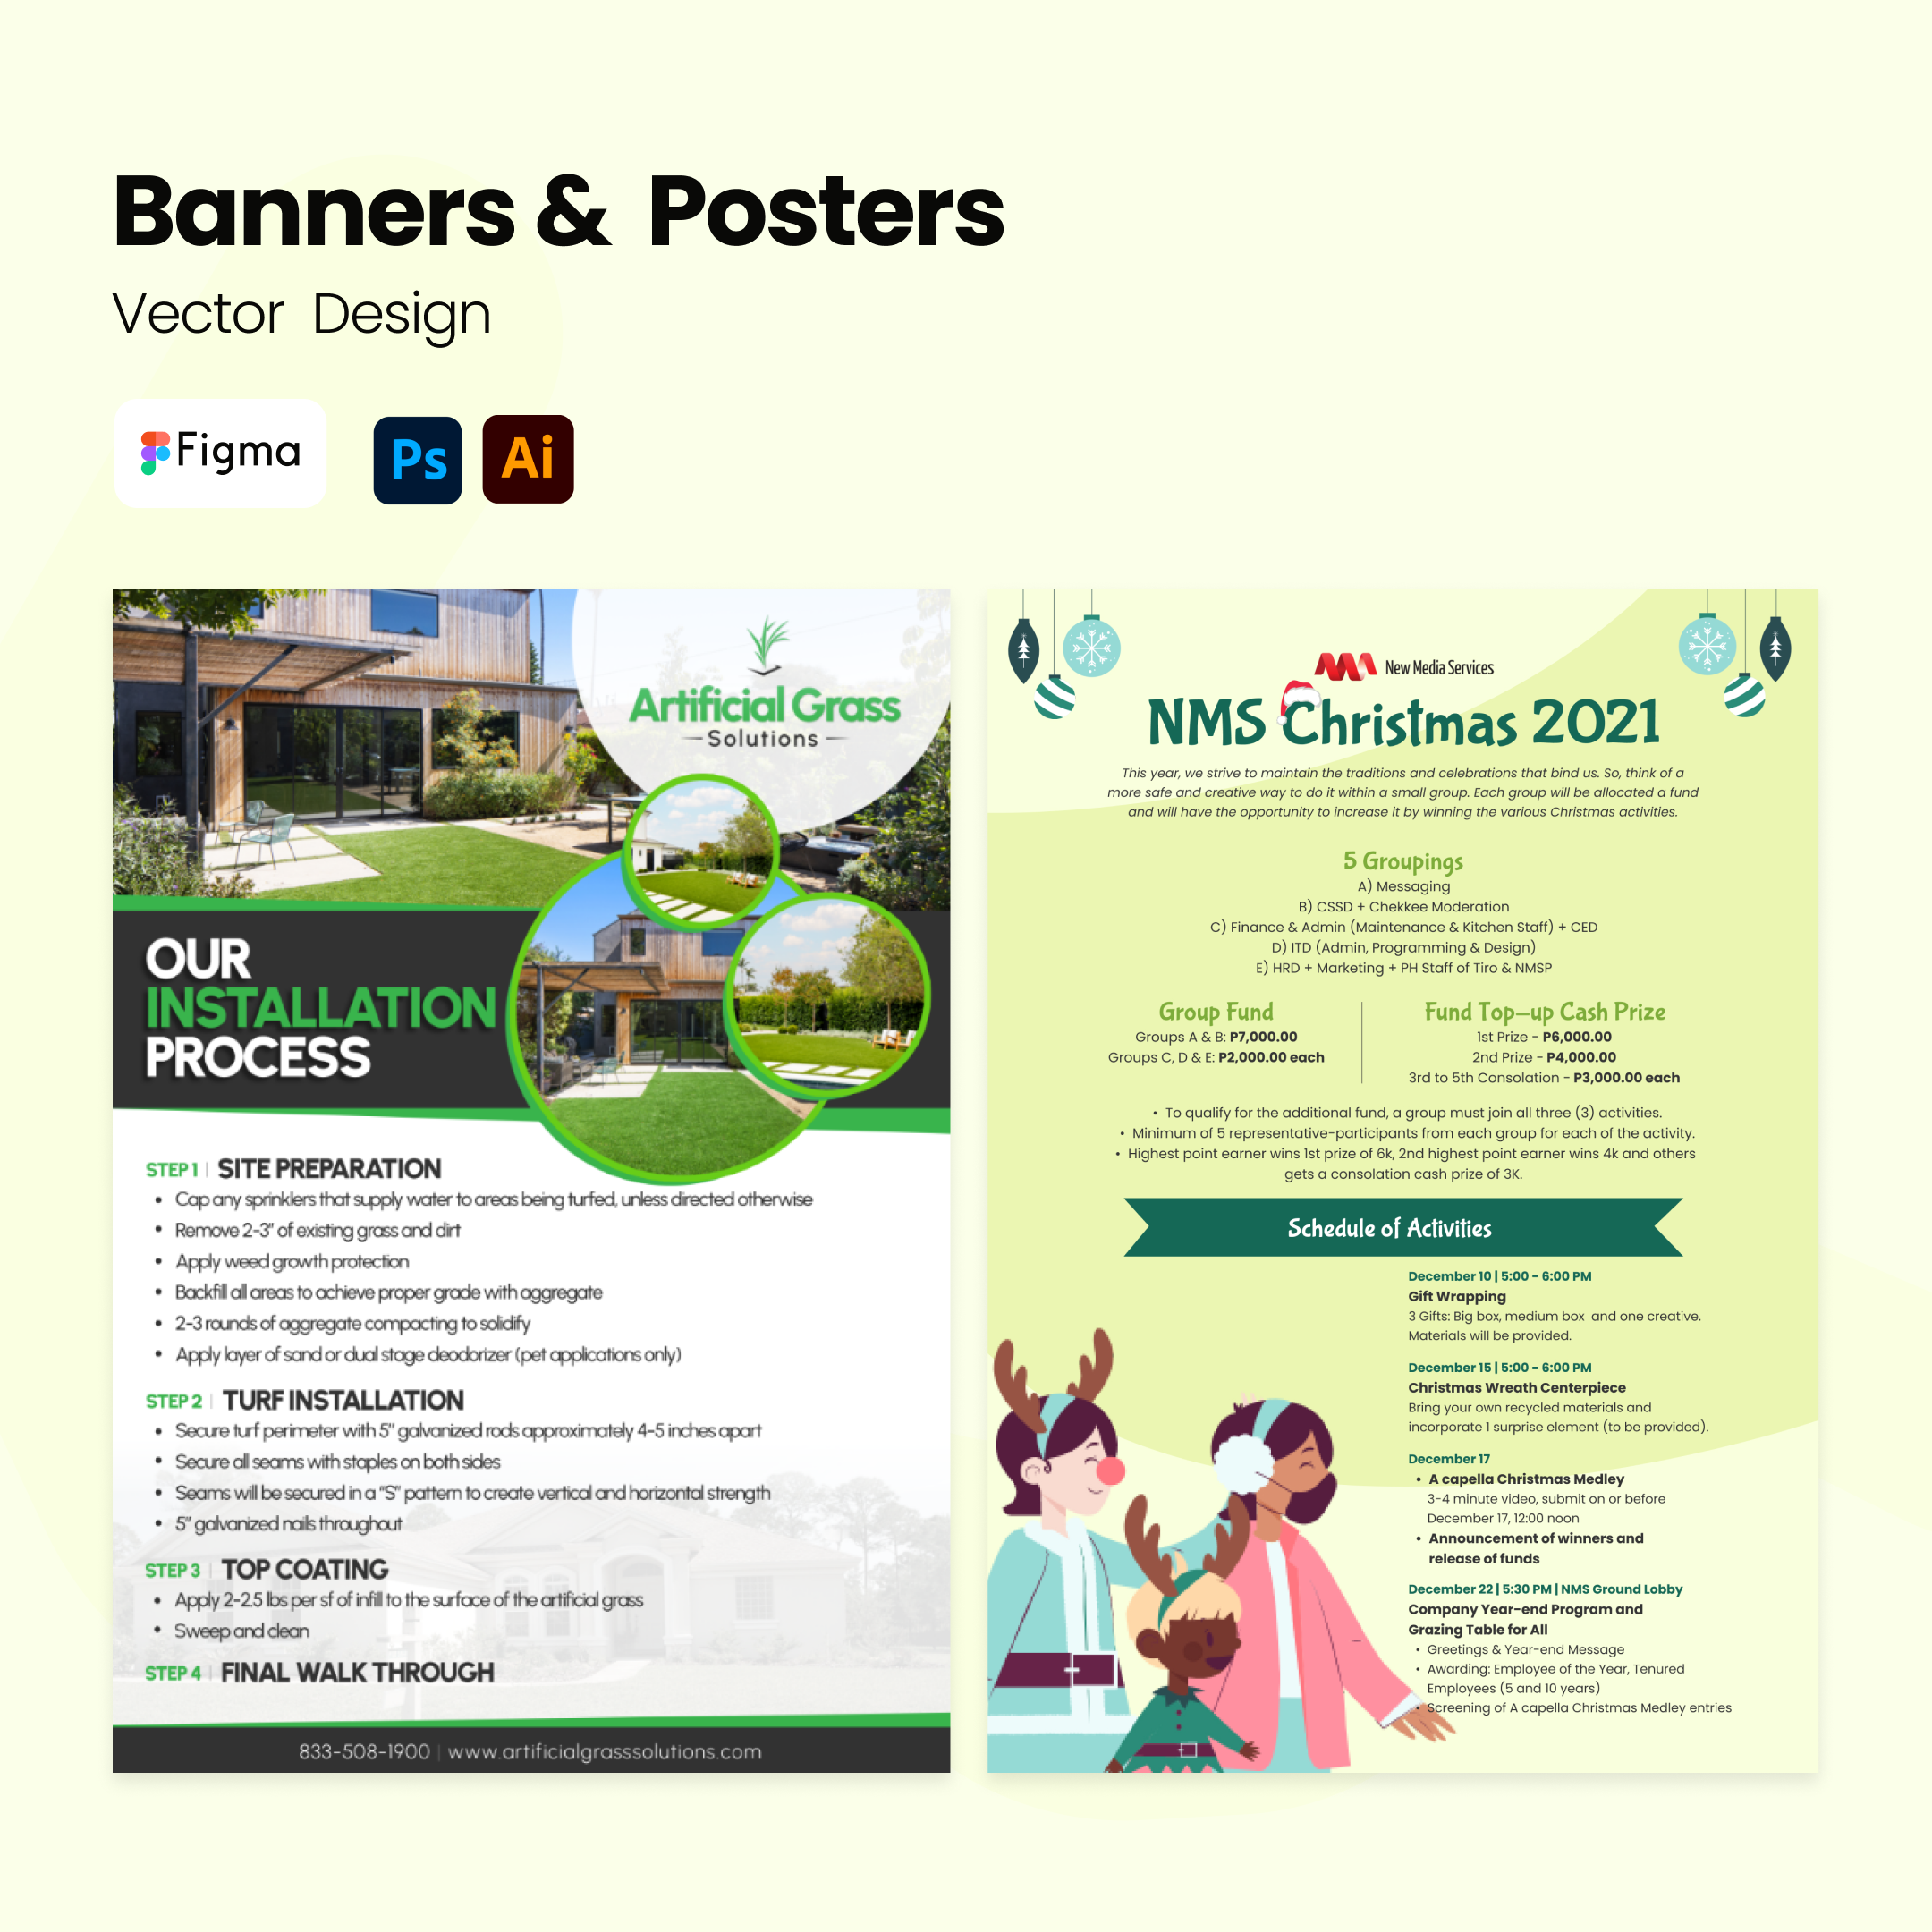 Banners & Posters
Vector Design
Figma
Ps
Ai
Artificial Grass
Solutions
OUR
INSTALLATION
PROCESS
STEP 1 | SITE PREPARATION
• Cap any sprinklers that supply water to areas being turfed, unless directed otherwise
• Remove 2-3" of existing grass and dirt
• Apply weed growth protection
• Backfill all areas to achieve proper grade with aggregate
• 2-3 rounds of aggregate compacting to solidify
• Apply layer of sand or dual stage deodorizer (pet applications only)
STEP 2 | TURF INSTALLATION
• Secure turf perimeter with 5" galvanized rods approximately 4-5 inches apart
• Secure all seams with staples on both sides
• Seams will be secured in a “S” pattern to create vertical and horizontal strength
• 5" galvanized nails throughout
STEP 3 | TOP COATING
• Apply 2-2.5 lbs per sf of infill to the surface of the artificial grass
• Sweep and clean
STEP 4 | FINAL WALK THROUGH
833-508-1900 | www.artificialgrasssolutions.com
New Media Services
NMS Christmas 2021
This year, we strive to maintain the traditions and celebrations that bind us. So, think of a
more safe and creative way to do it within a small group. Each group will be allocated a fund
and will have the opportunity to increase it by winning the various Christmas activities.
5 Groupings
A) Messaging
B) CSSD + Chekkee Moderation
C) Finance & Admin (Maintenance & Kitchen Staff) + CED
D) ITD (Admin, Programming & Design)
E) HRD + Marketing + PH Staff of Tiro & NMSP
Group Fund
Groups A & B: P7,000.00
Groups C, D & E: P2,000.00 each
Fund Top-up Cash Prize
1st Prize - P6,000.00
2nd Prize - P4,000.00
3rd to 5th Consolation - P3,000.00 each
• To qualify for the additional fund, a group must join all three (3) activities.
• Minimum of 5 representative-participants from each group for each of the activity.
• Highest point earner wins 1st prize of 6k, 2nd highest point earner wins 4k and others
gets a consolation cash prize of 3K.
Schedule of Activities
December 10 | 5:00 - 6:00 PM
Gift Wrapping
3 Gifts: Big box, medium box and one creative.
Materials will be provided.
December 15 | 5:00 - 6:00 PM
Christmas Wreath Centerpiece
Bring your own recycled materials and
incorporate 1 surprise element (to be provided).
December 17
• A capella Christmas Medley
3-4 minute video, submit on or before
December 17, 12:00 noon
• Announcement of winners and
release of funds
December 22 | 5:30 PM | NMS Ground Lobby
Company Year-end Program and
Grazing Table for All
• Greetings & Year-end Message
• Awarding: Employee of the Year, Tenured
Employees (5 and 10 years)
• Screening of A capella Christmas Medley entries